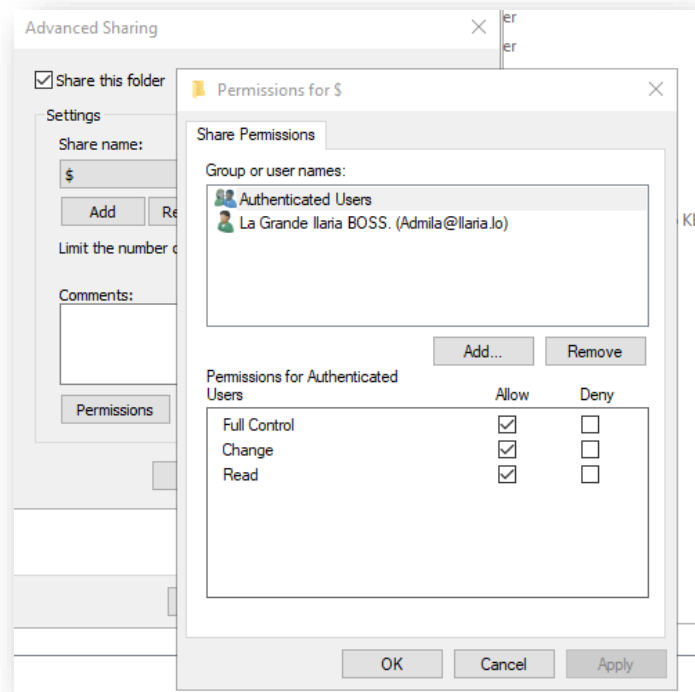 Advanced Sharing
er
er
Share this folder
Settings
Share name:
$
Add
Limit the number
Comments:
Permissions
Permissions for $
Share Permissions
Group or user names:
Authenticated Users
La Grande Ilaria BOSS. (Admila@Ilaria.lo)
Add...
Remove
Permissions for Authenticated
Users
Allow
Deny
Full Control
Change
Read
OK
Cancel
Apply